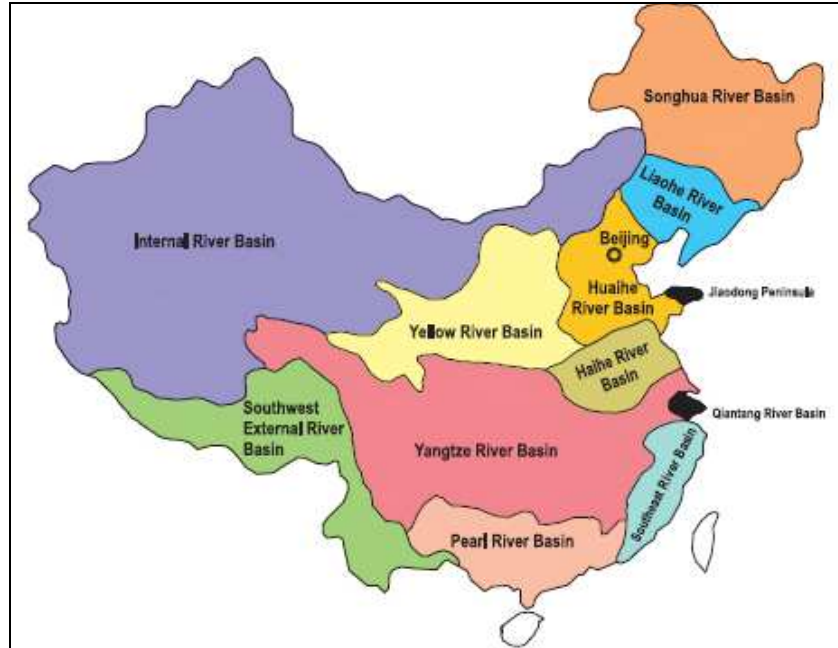 Songhua River Basin
Liaohe River
Basin
Internal River Basin
Beijing
Huaihe
River Basin
Jiaodong Peninsule
Yellow River Basin
Haihe River
Basin
Southwest
External River
Basin
Qiantang River Basin
Yangtze River Basin
Southeast River Basin
Pearl River Basin